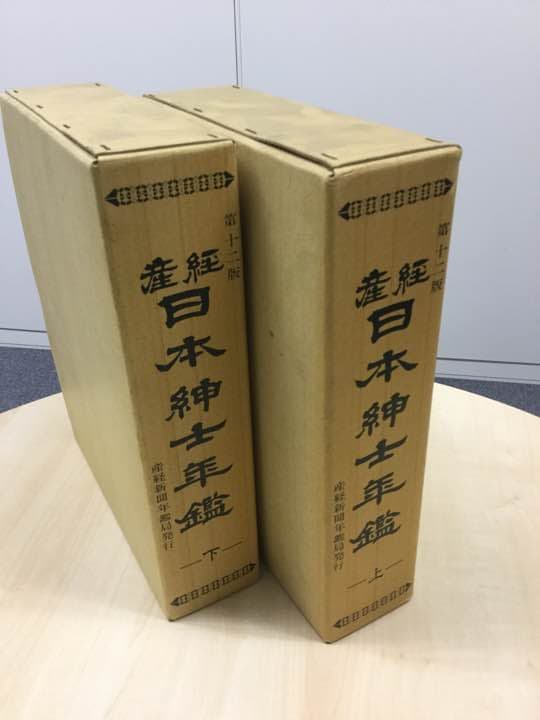 第十二版
産経
日本紳士年鑑
産経新聞年鑑局発行
下
第十二版
産経
日本紳士年鑑
産経新聞年鑑局発行
上